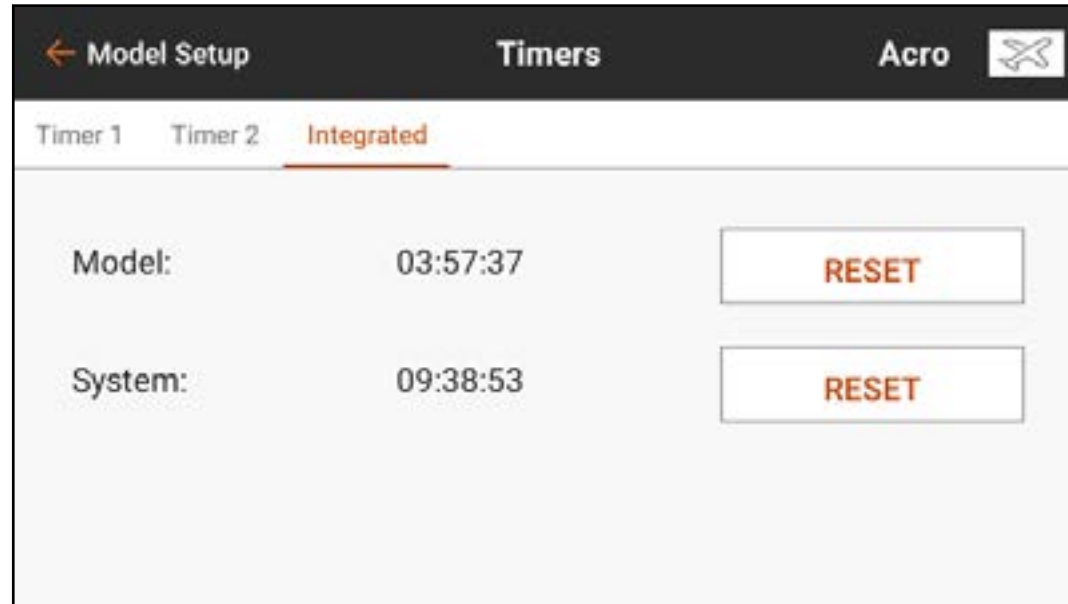 ← Model Setup Timers Acro
Timer 1 Timer 2 Integrated
Model: 03:57:37 RESET
System: 09:38:53 RESET